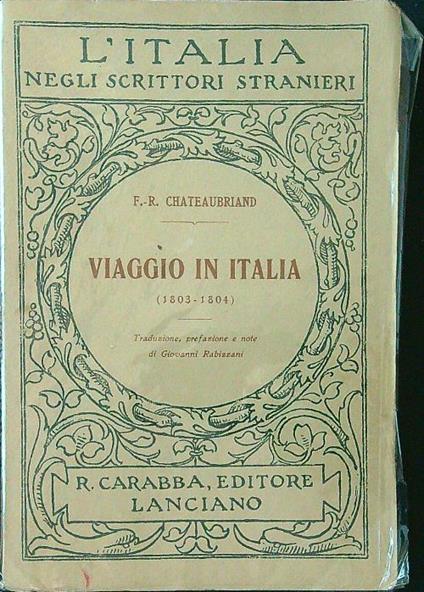 L'ITALIA
NEGLI SCRITTORI STRANIERI
F.-R. CHATEAUBRIAND
VIAGGIO IN ITALIA
(1803-1804)
Traduzione, prefazione e note
di Giovanni Rabizzani
R. CARABBA, EDITORE
LANCIANO